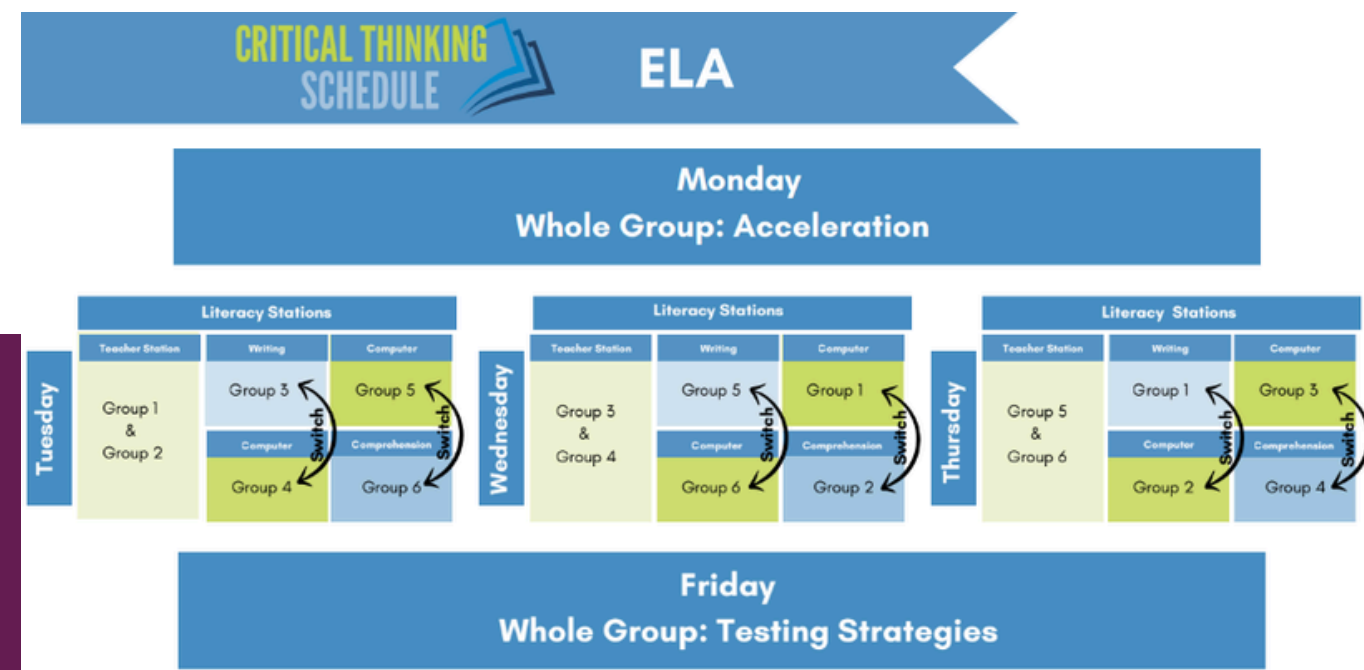 CRITICAL THINKING
SCHEDULE
ELA
Monday
Whole Group: Acceleration
Tuesday
Literacy Stations
Teacher Station
Writing
Computer
Group 1
&
Group 2
Group 3
Group 5
Switch
Switch
Computer
Comprehension
Group 4
Group 6
Wednesday
Literacy Stations
Teacher Station
Writing
Computer
Group 3
&
Group 4
Group 5
Group 1
Switch
Switch
Computer
Comprehension
Group 6
Group 2
Thursday
Literacy Stations
Teacher Station
Writing
Computer
Group 5
&
Group 6
Group 1
Group 3
Switch
Switch
Computer
Comprehension
Group 2
Group 4
Friday
Whole Group: Testing Strategies